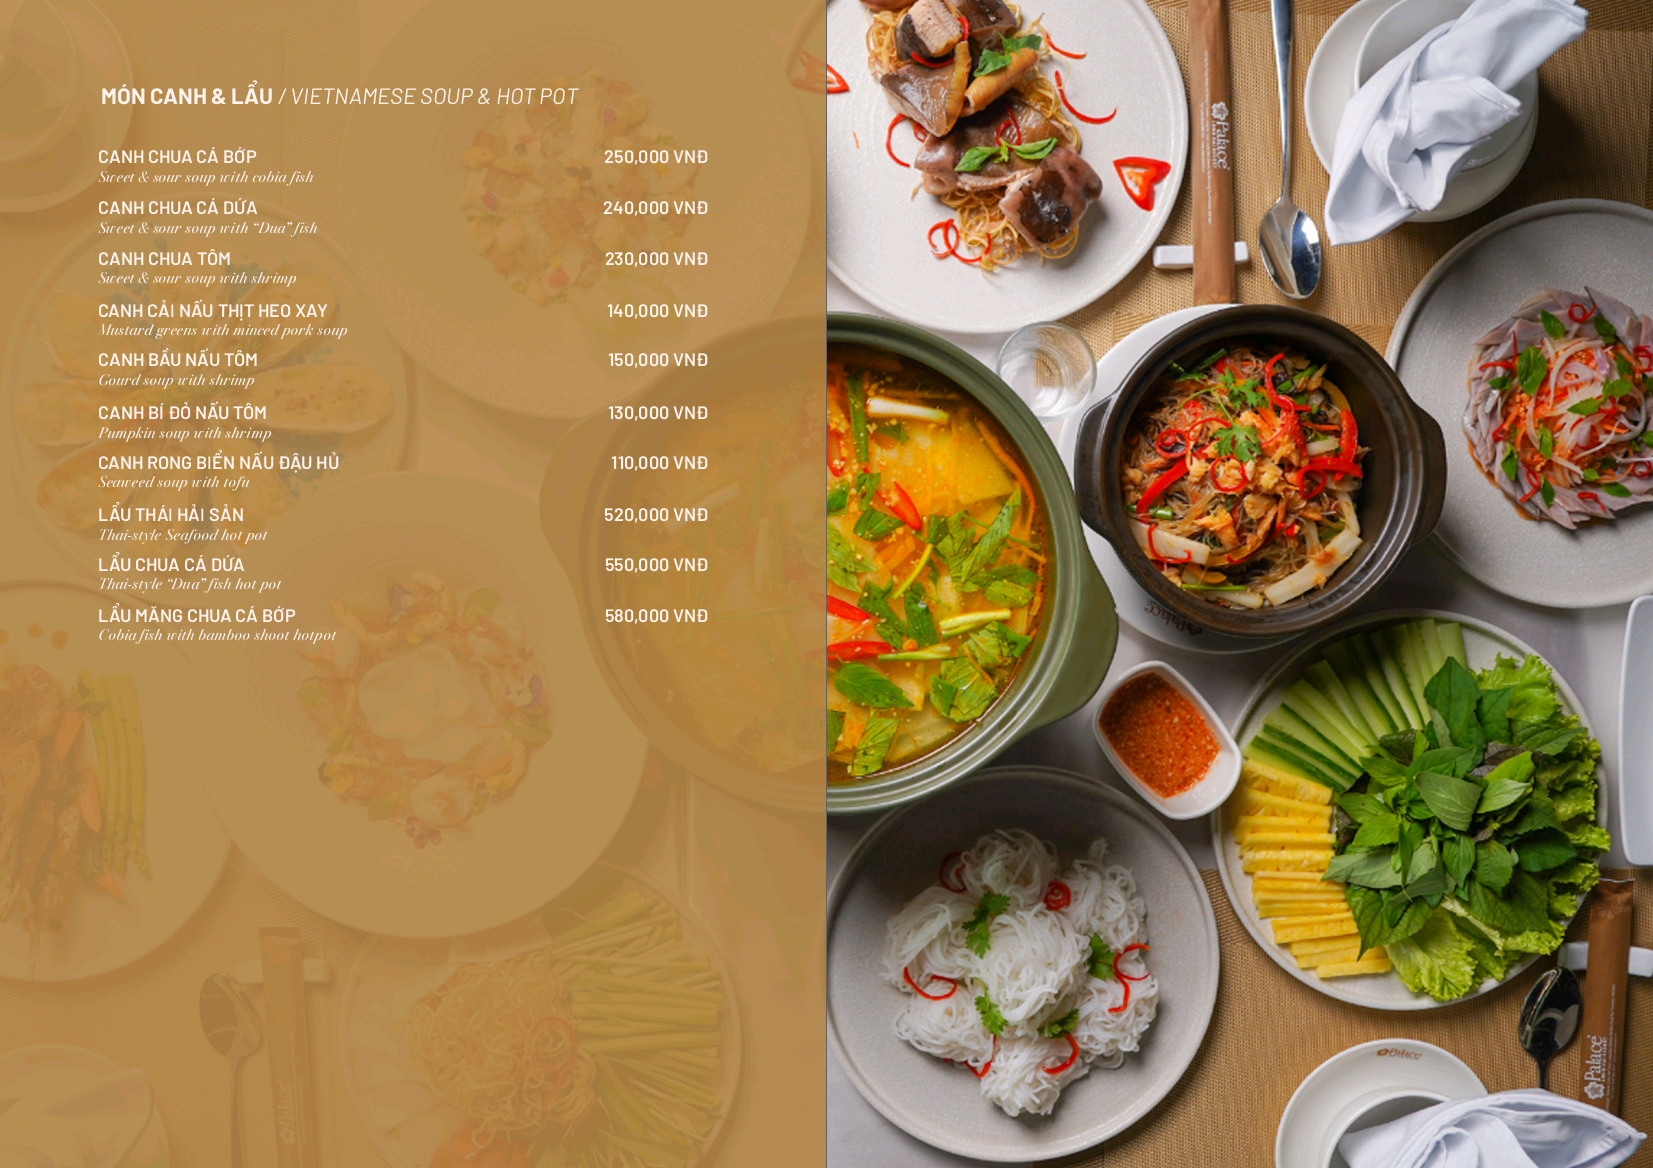 MÓN CANH & LẨU / VIETNAMESE SOUP & HOT POT
CANH CHUA CÁ BỚP 250,000 VNĐ
Sweet & sour soup with cobia fish
CANH CHUA CÁ DỨA 240,000 VNĐ
Sweet & sour soup with “Dua” fish
CANH CHUA TÔM 230,000 VNĐ
Sweet & sour soup with shrimp
CANH CẢI NẤU THỊT HEO XAY 140,000 VNĐ
Mustard greens with minced pork soup
CANH BẦU NẤU TÔM 150,000 VNĐ
Gourd soup with shrimp
CANH BÍ ĐỎ NẤU TÔM 130,000 VNĐ
Pumpkin soup with shrimp
CANH RONG BIỂN NẤU ĐẬU HỦ 110,000 VNĐ
Seaweed soup with tofu
LẨU THÁI HẢI SẢN 520,000 VNĐ
Thai-style Seafood hot pot
LẨU CHUA CÁ DỨA 550,000 VNĐ
Thai-style “Dua” fish hot pot
LẨU MĂNG CHUA CÁ BỚP 580,000 VNĐ
Cobia fish with bamboo shoot hotpot
Palace
Palace
Palace
Palace
Palace